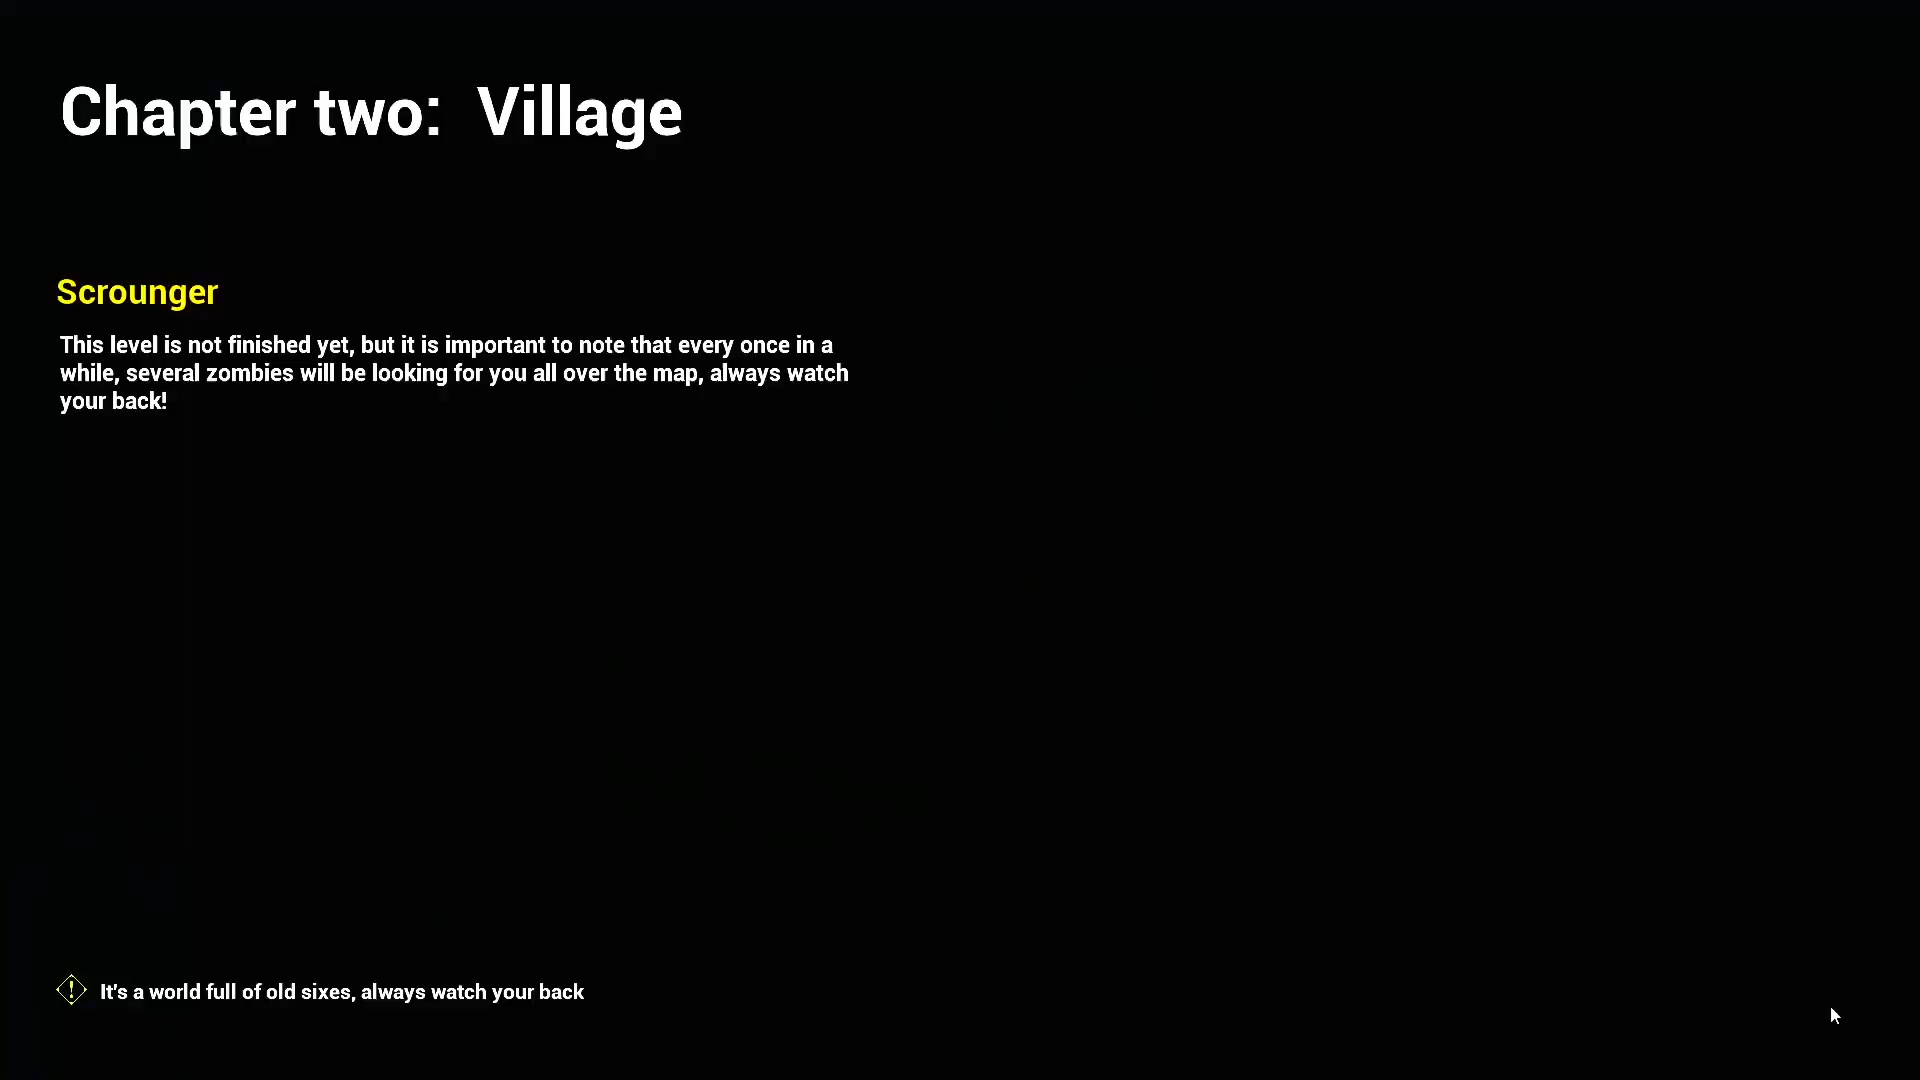 Chapter two:  Village
Scrounger
This level is not finished yet, but it is important to note that every once in a
while, several zombies will be looking for you all over the map, always watch
your back!
It's a world full of old sixes, always watch your back